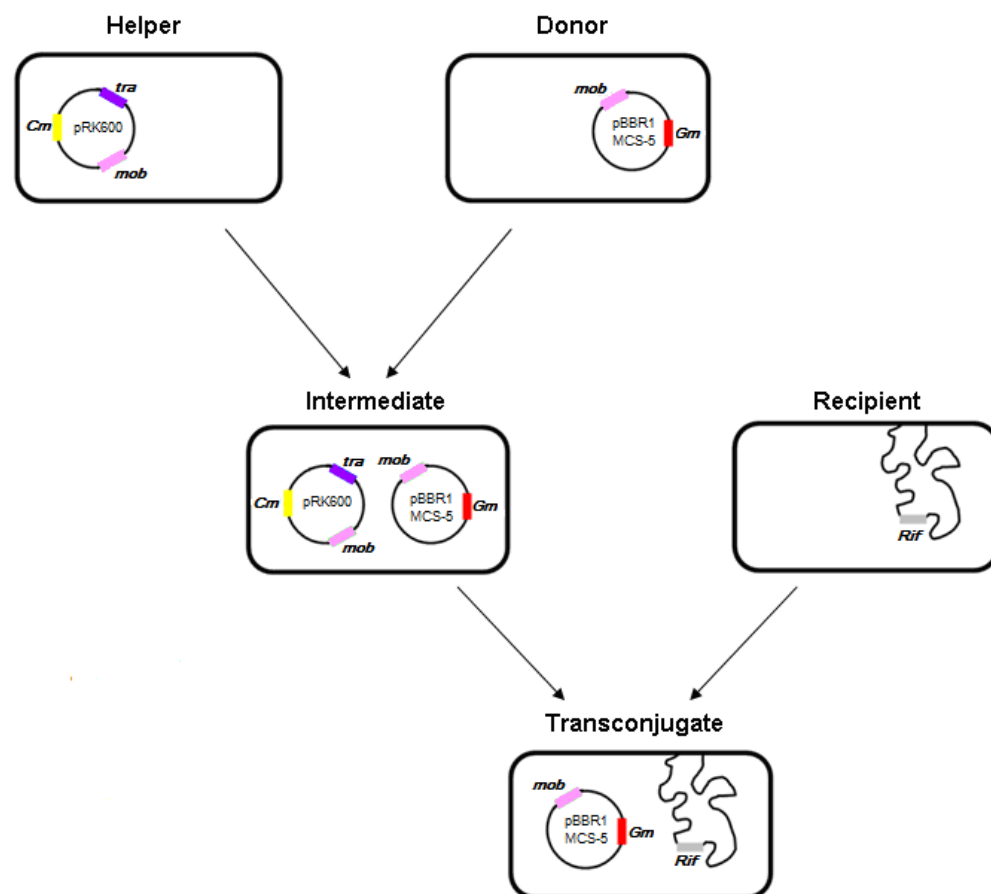 Helper
Donor
tra
Cm
pRK600
mob
mob
pBBR1
MCS-5
Gm
Intermediate
Recipient
tra
Cm
pRK600
mob
mob
pBBR1
MCS-5
Gm
Rif
Transconjugate
mob
pBBR1
MCS-5
Gm
Rif